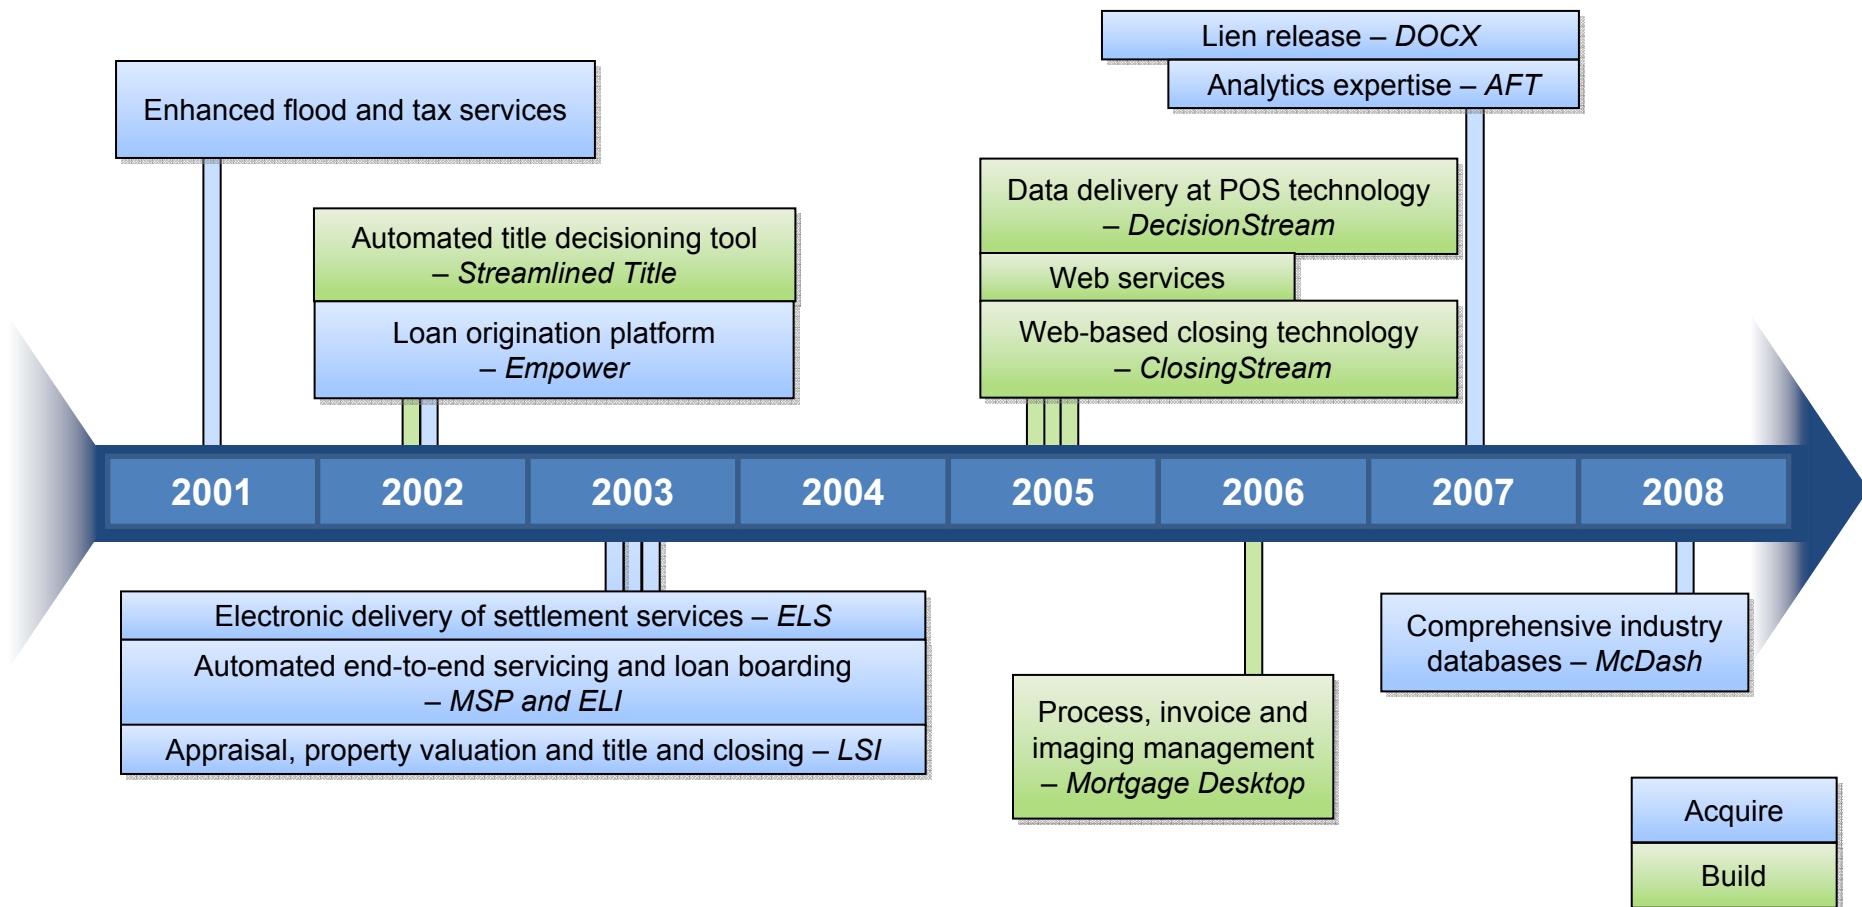 Lien release – DOCX
Analytics expertise – AFT
Enhanced flood and tax services
Data delivery at POS technology
– DecisionStream
Automated title decisioning tool
– Streamlined Title
Web services
Loan origination platform
– Empower
Web-based closing technology
– ClosingStream
2001
2002
2003
2004
2005
2006
2007
2008
Electronic delivery of settlement services – ELS
Automated end-to-end servicing and loan boarding
– MSP and ELI
Appraisal, property valuation and title and closing – LSI
Process, invoice and
imaging management
– Mortgage Desktop
Comprehensive industry
databases – McDash
Acquire
Build